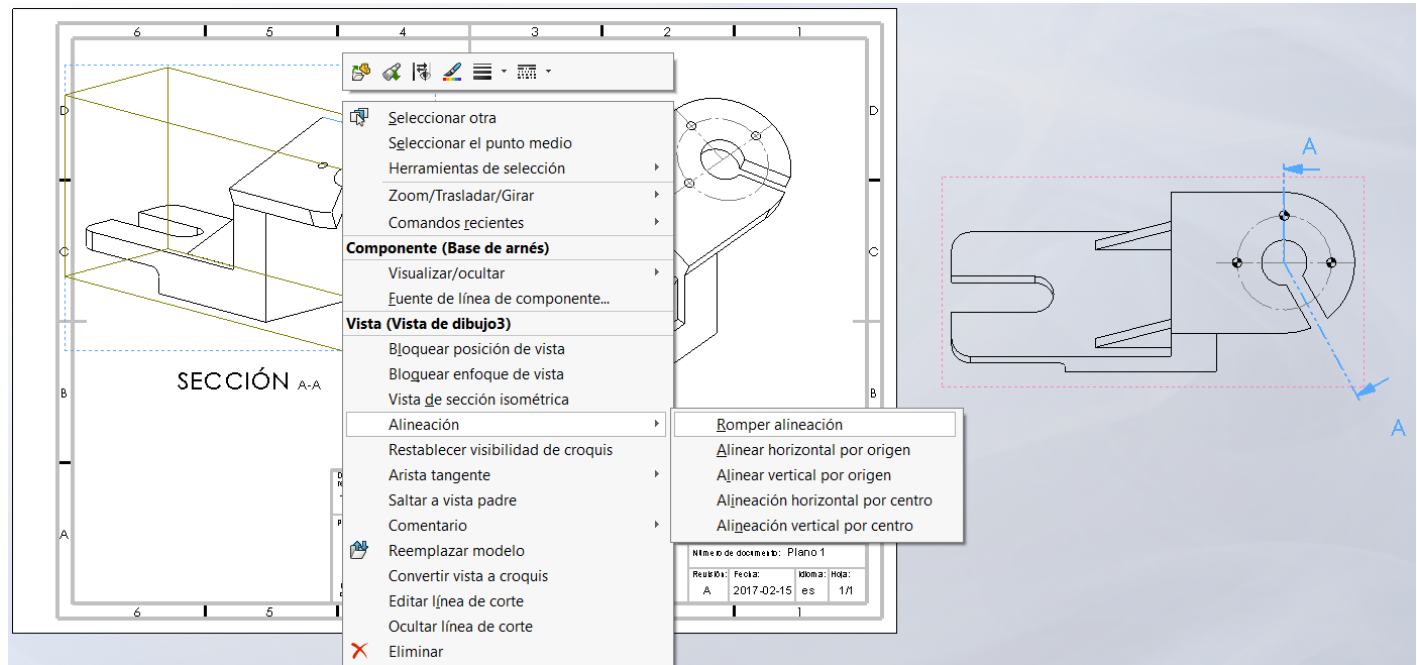 6 5 4 3 2 1
D
D
Seleccionar otra
Seleccionar el punto medio
Herramientas de selección
Zoom/Trasladar/Girar
Comandos recientes
Componente (Base de arnés)
C
C
Visualizar/ocultar
Fuente de línea de componente...
Vista (Vista de dibujo3)
Bloquear posición de vista
Bloquear enfoque de vista
Vista de sección isométrica
SECCIÓN A-A
B
B
Alineación
Restablecer visibilidad de croquis
Arista tangente
Saltar a vista padre
Comentario
Reemplazar modelo
Convertir vista a croquis
Editar línea de corte
Ocultar línea de corte
Eliminar
Romper alineación
Alinear horizontal por origen
Alinear vertical por origen
Alineación horizontal por centro
Alineación vertical por centro
A
Número de documento: Plano 1
Revisión: Fecha: Idioma: Hoja:
A 2017-02-15 es 1/1
6 5 1
A
A